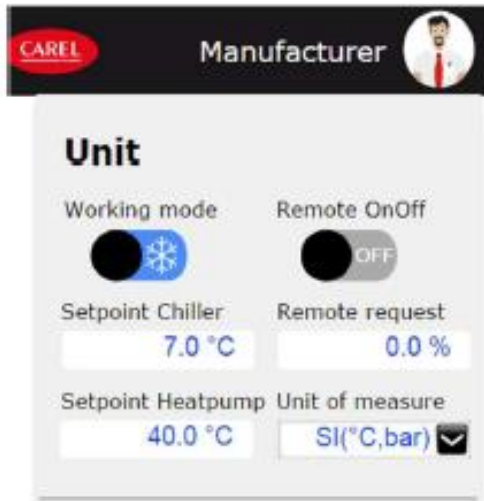 CAREL Manufacturer
Unit
Working mode Remote OnOff
OFF
Setpoint Chiller Remote request
7.0 °C 0.0 %
Setpoint Heatpump Unit of measure
40.0 °C SI(°C,bar)